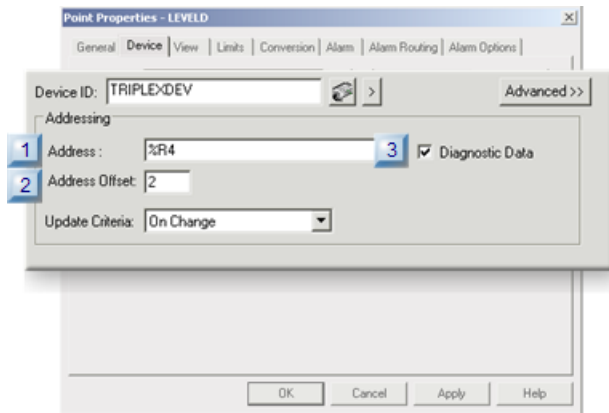 Point Properties - LEVELD
General Device View Limits Conversion Alarm Alarm Routing Alarm Options
Device ID: TRIPLEXDEV > Advanced >>
Addressing
1 Address : %R4 3 Diagnostic Data
2 Address Offset: 2
Update Criteria: On Change
OK Cancel Apply Help